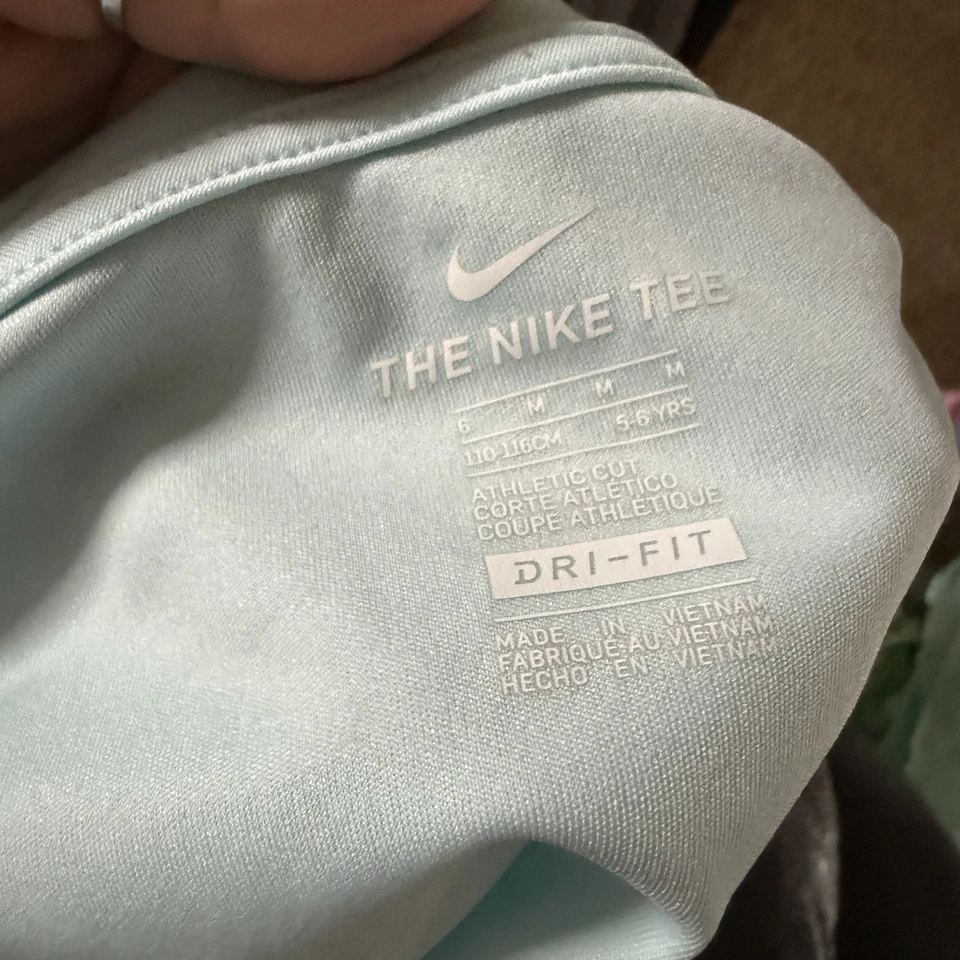 THE NIKE TEE
6 M M M
110-116CM 5-6 YRS
ATHLETIC CUT
CORTE ATLÉTICO
COUPE ATHLÉTIQUE
DRI-FIT
MADE IN VIETNAM
FABRIQUÉ AU VIETNAM
HECHO EN VIETNAM